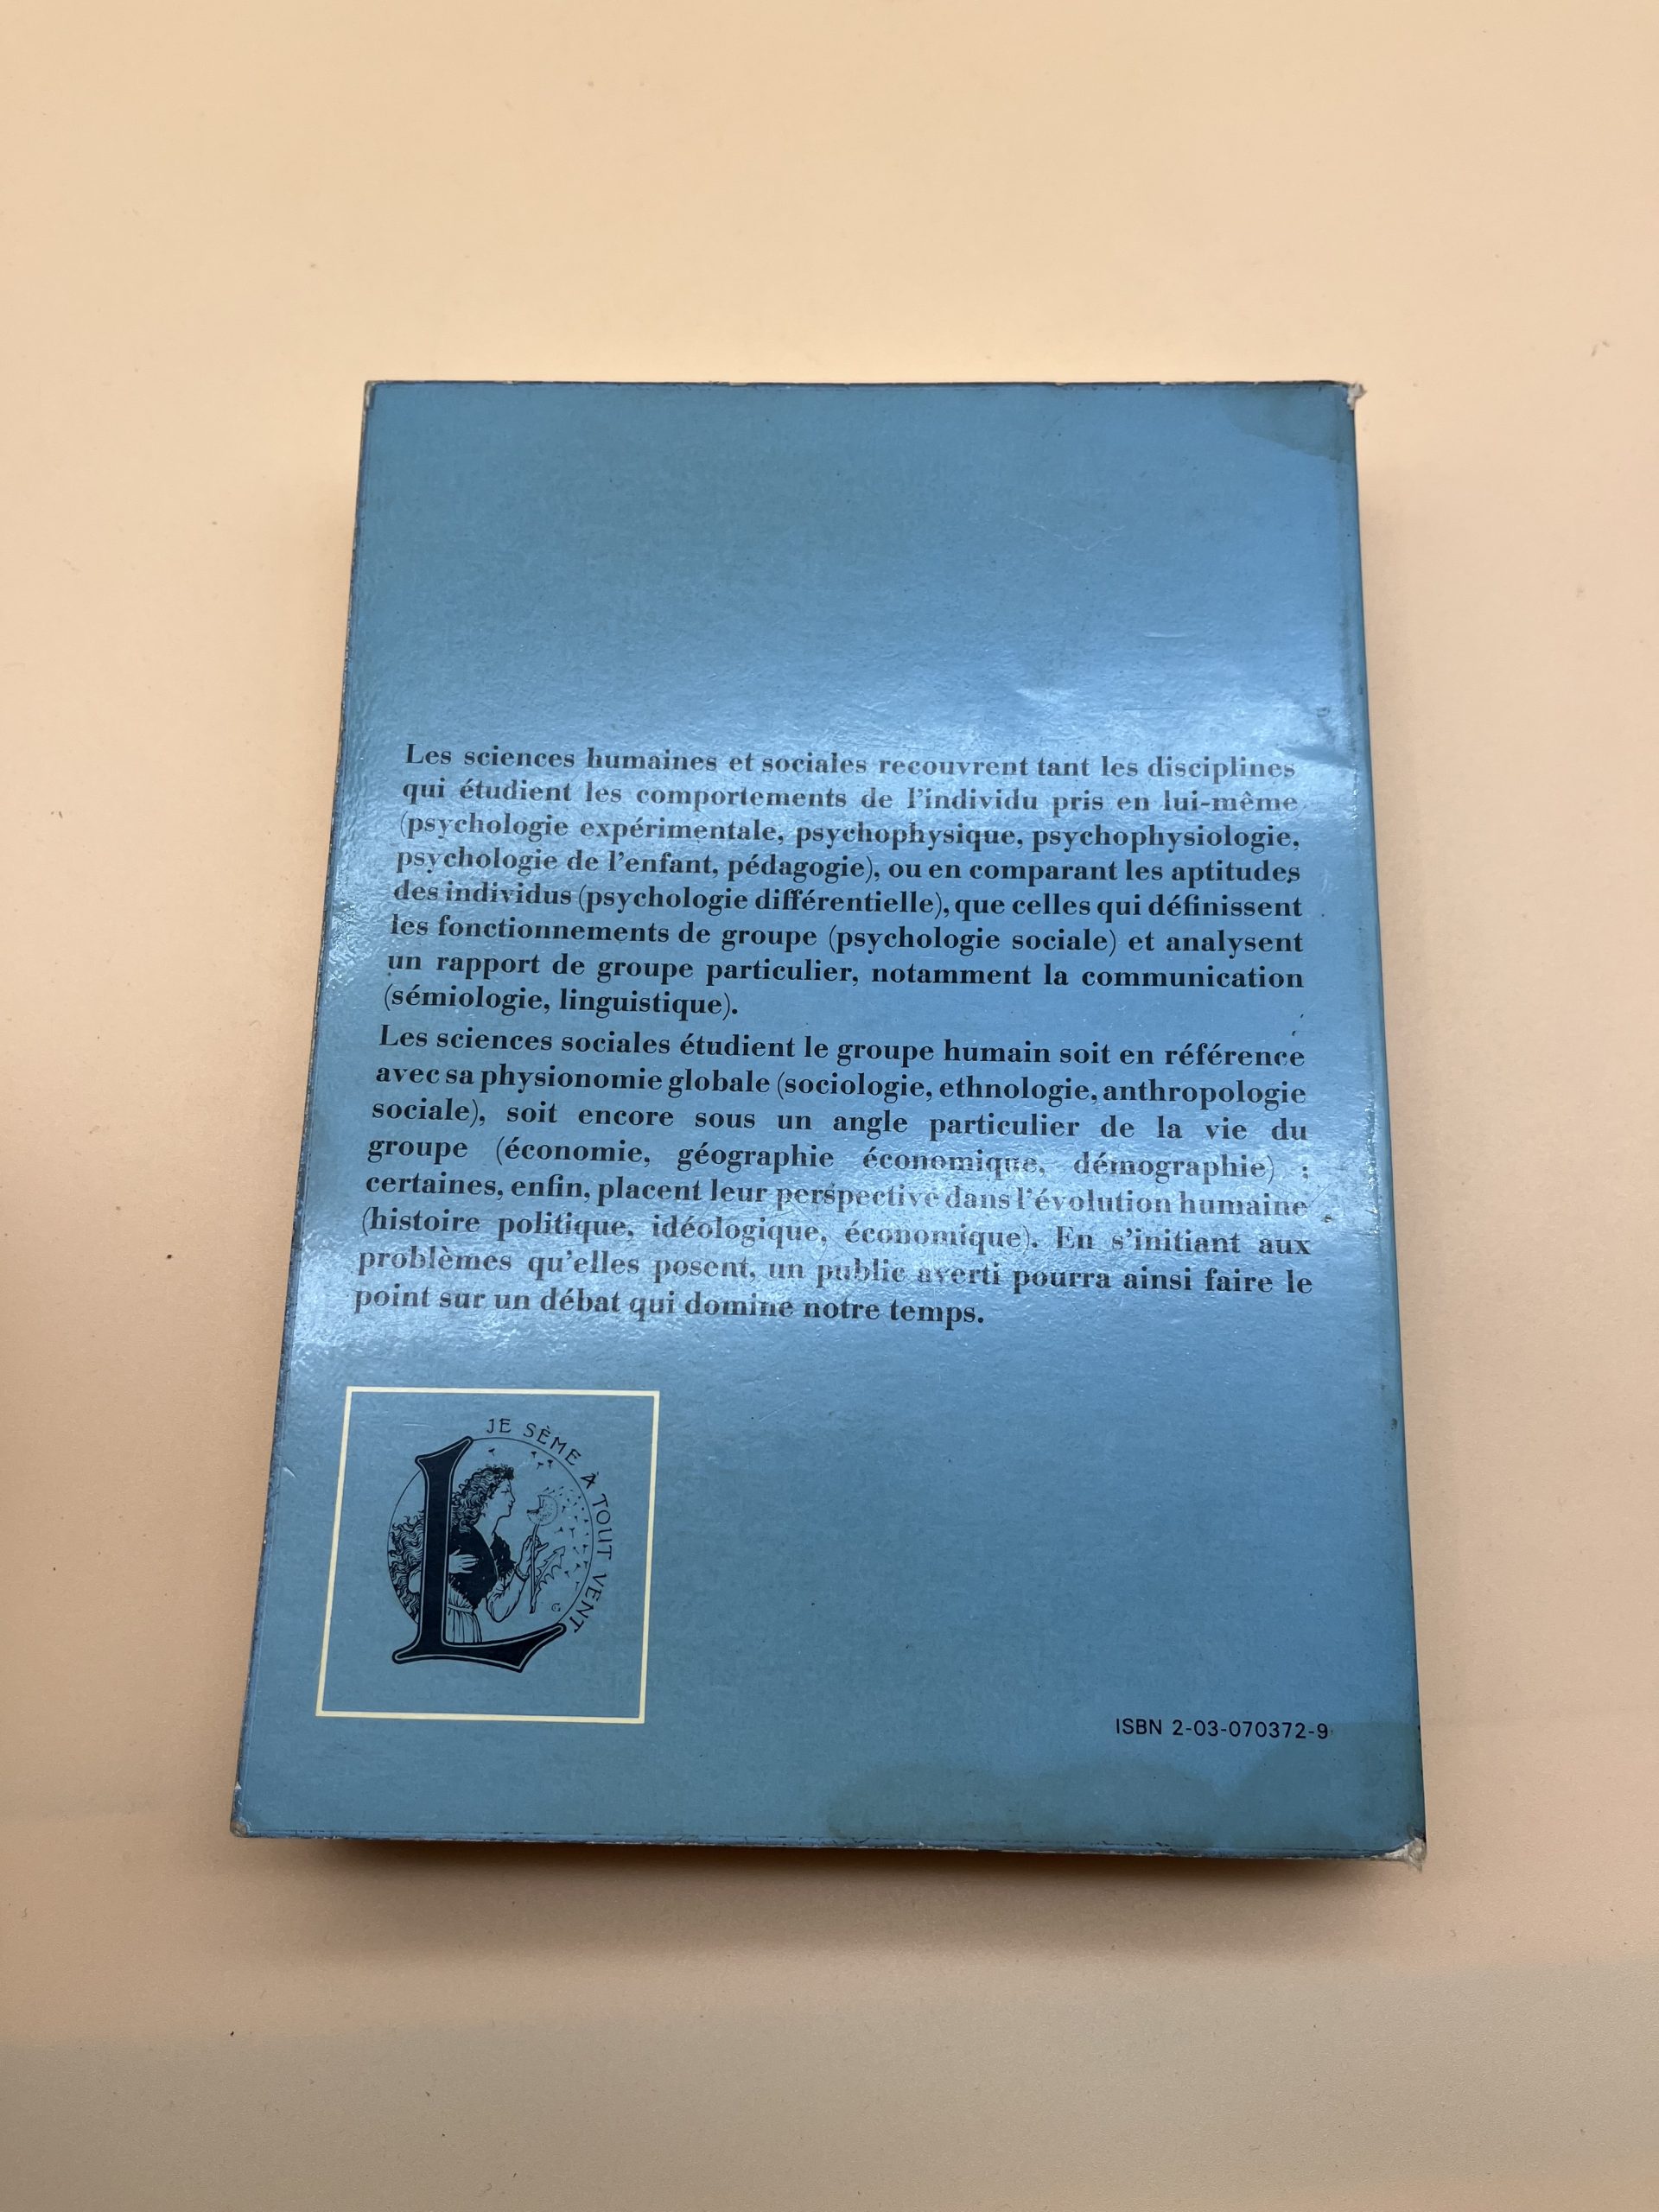 Les sciences humaines et sociales recouvrent tant les disciplines
qui étudient les comportements de l'individu pris en lui-même
(psychologie expérimentale, psychophysique, psychophysiologie,
psychologie de l'enfant, pédagogie), ou en comparant les aptitudes
des individus (psychologie différentielle), que celles qui définissent
les fonctionnements de groupe (psychologie sociale) et analysent
un rapport de groupe particulier, notamment la communication
(sémiologie, linguistique).
Les sciences sociales étudient le groupe humain soit en référence
avec sa physionomie globale (sociologie, ethnologie, anthropologie
sociale), soit encore sous un angle particulier de la vie du
groupe (économie, géographie économique, démographie) ;
certaines, enfin, placent leur perspective dans l'évolution humaine
(histoire politique, idéologique, économique). En s'initiant aux
problèmes qu'elles posent, un public averti pourra ainsi faire le
point sur un débat qui domine notre temps.
JE SÈME À TOUT VENT
L
ISBN 2-03-070372-9